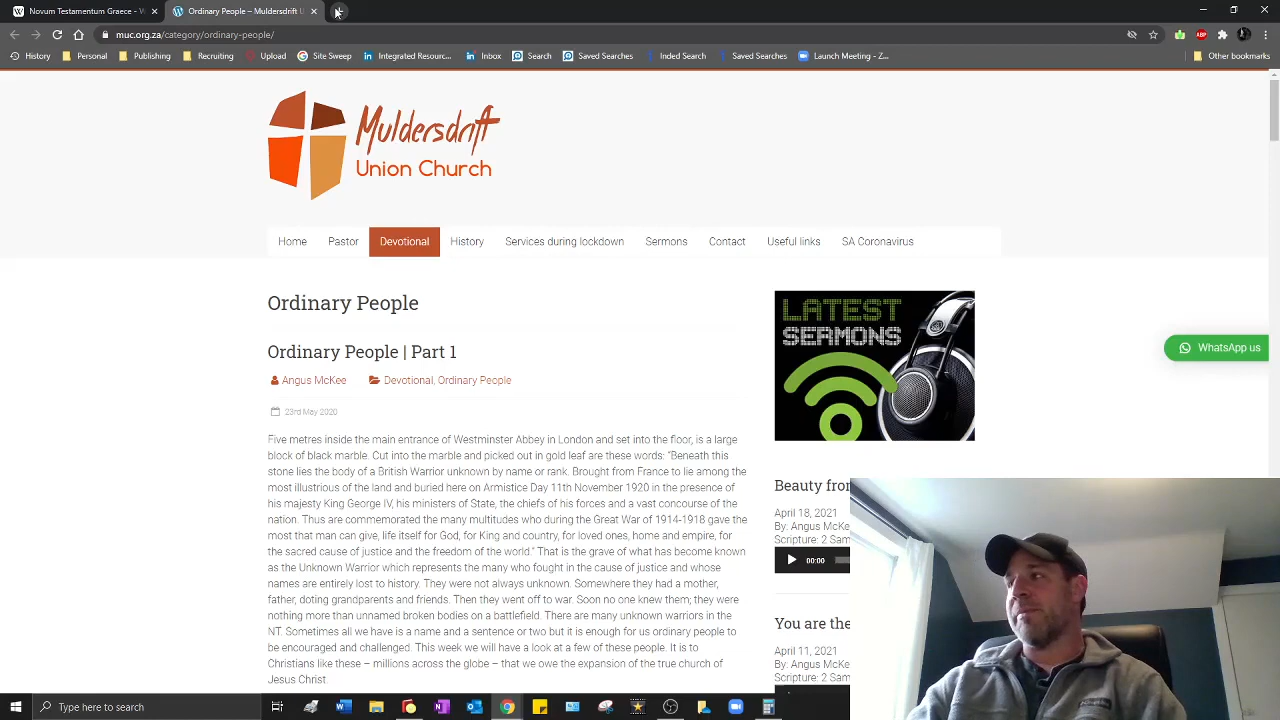 Novum Testamentum Greece - W
Ordinary People – Muldersdrift U
muc.org.za/category/ordinary-people/
ABP
History
Personal
Publishing
Recruiting
Upload
Site Sweep
Integrated Resourc...
Inbox
Search
Saved Searches
Inded Search
Saved Searches
Launch Meeting - Z...
Other bookmarks
Muldersdrift
Union Church
Home
Pastor
Devotional
History
Services during lockdown
Sermons
Contact
Useful links
SA Coronavirus
Ordinary People
Ordinary People | Part 1
Angus McKee
Devotional, Ordinary People
23rd May 2020
Five metres inside the main entrance of Westminster Abbey in London and set into the floor, is a large
block of black marble. Cut into the marble and picked out in gold leaf are these words: “Beneath this
stone lies the body of a British Warrior unknown by name or rank. Brought from France to lie among the
most illustrious of the land and buried here on Armistice Day 11th November 1920 in the presence of
his majesty King George IV, his ministers of State, the chiefs of his forces and a vast concourse of the
nation. Thus are commemorated the many multitudes who during the Great War of 1914-1918 gave the
most that man can give, life itself for God, for King and country, for loved ones, home and empire, for
the sacred cause of justice and the freedom of the world.” That is the grave of what has become known
as the Unknown Warrior which represents the many who fought in the cause of justice and whose
names are entirely lost to history. They were not always unknown. Somewhere they had a mother,
father, doting grandparents and friends. Then they went off to war. Soon no one knew them; they were
nothing more than unnamed broken bodies on a battlefield. There are many unknown warriors in the
NT. Sometimes all we have is a name and a sentence or two but it is enough for us ordinary people to
be encouraged and challenged. This week we will have a look at a few of these people. It is to
Christians like these – millions across the globe – that we owe the expansion of the true church of
Jesus Christ.
LATEST
SERMONS
WhatsApp us
Beauty fro
April 18, 2021
By: Angus McKe
Scripture: 2 Sam
00:00
You are the
April 11, 2021
By: Angus McKe
Scripture: 2 Sam
Type here to search